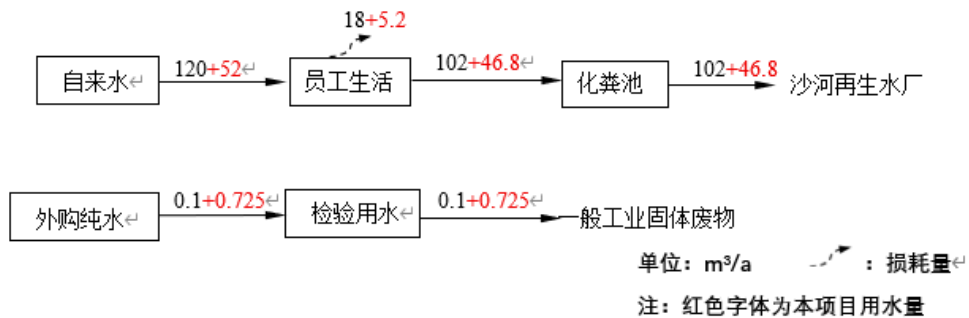 18+5.2
自来水
120+52
员工生活
102+46.8
化粪池
102+46.8
沙河再生水厂
外购纯水
0.1+0.725
检验用水
0.1+0.725
一般工业固体废物
单位：m³/a
：损耗量
注：红色字体为本项目用水量